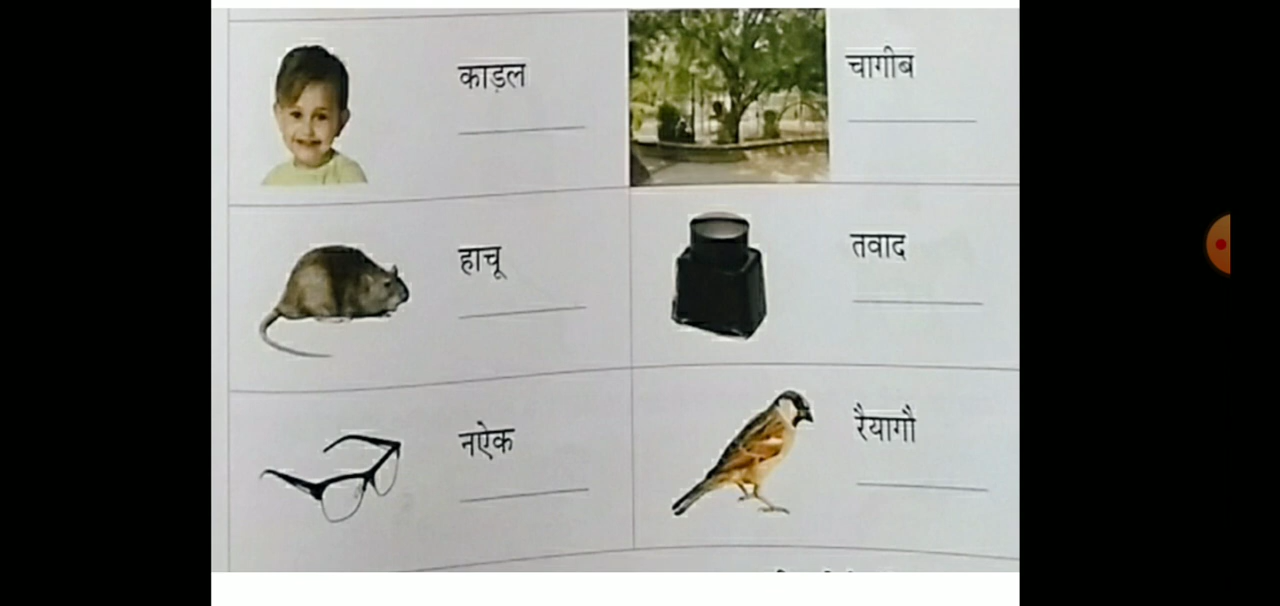 काड़ल
चागीब
हाचू
तवाद
नऐक
रैयागौ